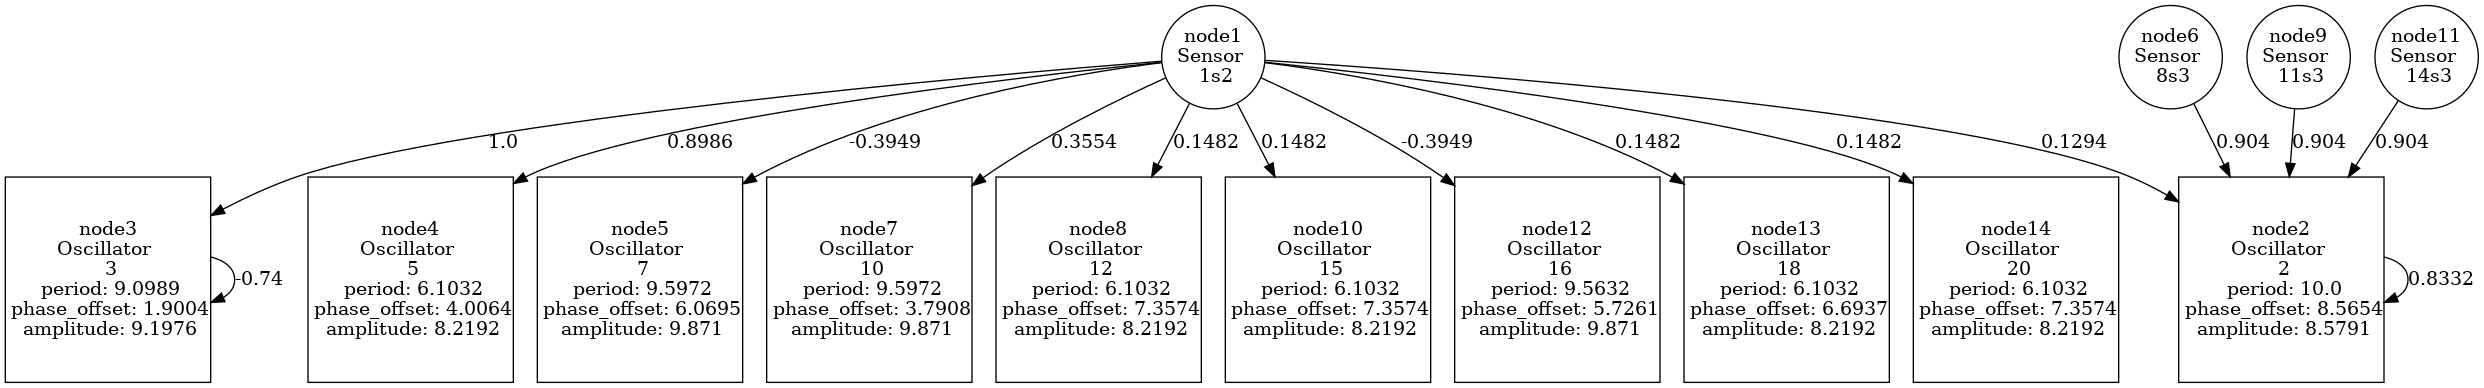 node1
Sensor
1s2
node6
Sensor
8s3
node9
Sensor
11s3
node11
Sensor
14s3
1.0
0.8986
-0.3949
0.3554
0.1482
0.1482
-0.3949
0.1482
0.1482
0.1294
0.904
0.904
0.904
node3
Oscillator
3
period: 9.0989
phase_offset: 1.9004
amplitude: 9.1976
-0.74
node4
Oscillator
5
period: 6.1032
phase_offset: 4.0064
amplitude: 8.2192
node5
Oscillator
7
period: 9.5972
phase_offset: 6.0695
amplitude: 9.871
node7
Oscillator
10
period: 9.5972
phase_offset: 3.7908
amplitude: 9.871
node8
Oscillator
12
period: 6.1032
phase_offset: 7.3574
amplitude: 8.2192
node10
Oscillator
15
period: 6.1032
phase_offset: 7.3574
amplitude: 8.2192
node12
Oscillator
16
period: 9.5632
phase_offset: 5.7261
amplitude: 9.871
node13
Oscillator
18
period: 6.1032
phase_offset: 6.6937
amplitude: 8.2192
node14
Oscillator
20
period: 6.1032
phase_offset: 7.3574
amplitude: 8.2192
node2
Oscillator
2
period: 10.0
phase_offset: 8.5654
amplitude: 8.5791
0.8332